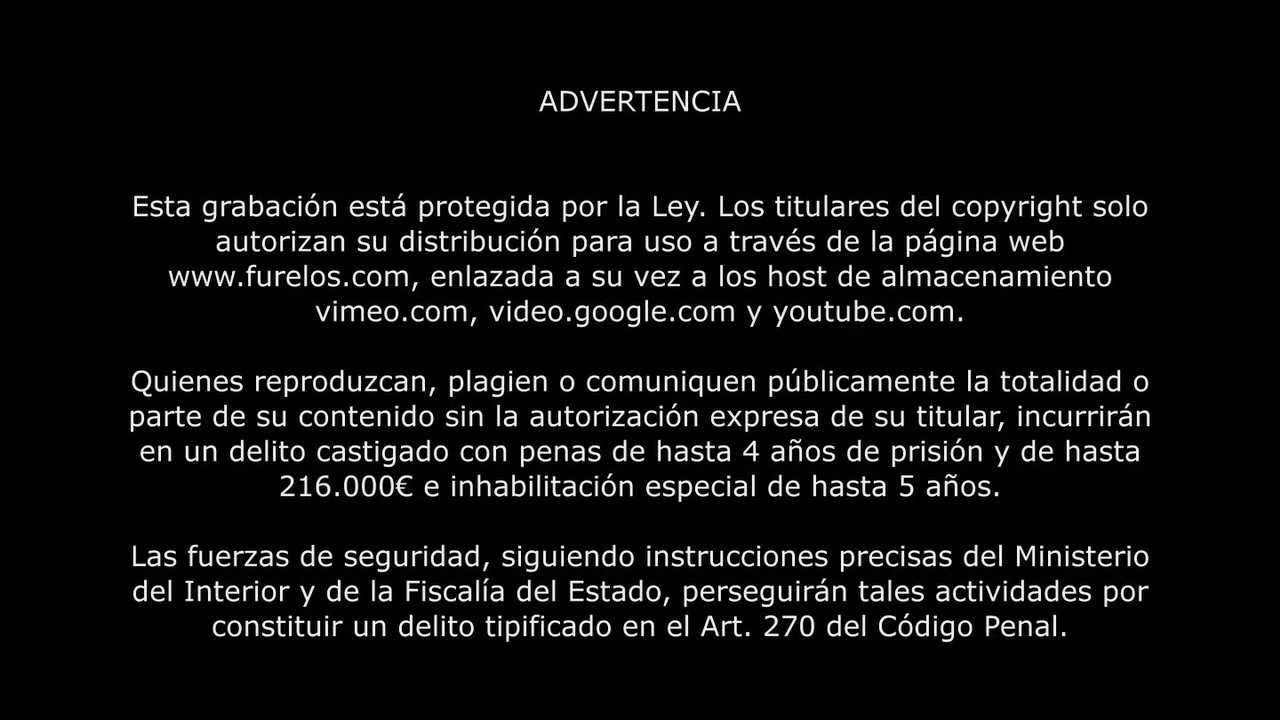 ADVERTENCIA
Esta grabación está protegida por la Ley. Los titulares del copyright solo
autorizan su distribución para uso a través de la página web
www.furelos.com, enlazada a su vez a los host de almacenamiento
vimeo.com, video.google.com y youtube.com.
Quienes reproduzcan, plagien o comuniquen públicamente la totalidad o
parte de su contenido sin la autorización expresa de su titular, incurrirán
en un delito castigado con penas de hasta 4 años de prisión y de hasta
216.000€ e inhabilitación especial de hasta 5 años.
Las fuerzas de seguridad, siguiendo instrucciones precisas del Ministerio
del Interior y de la Fiscalía del Estado, perseguirán tales actividades por
constituir un delito tipificado en el Art. 270 del Código Penal.